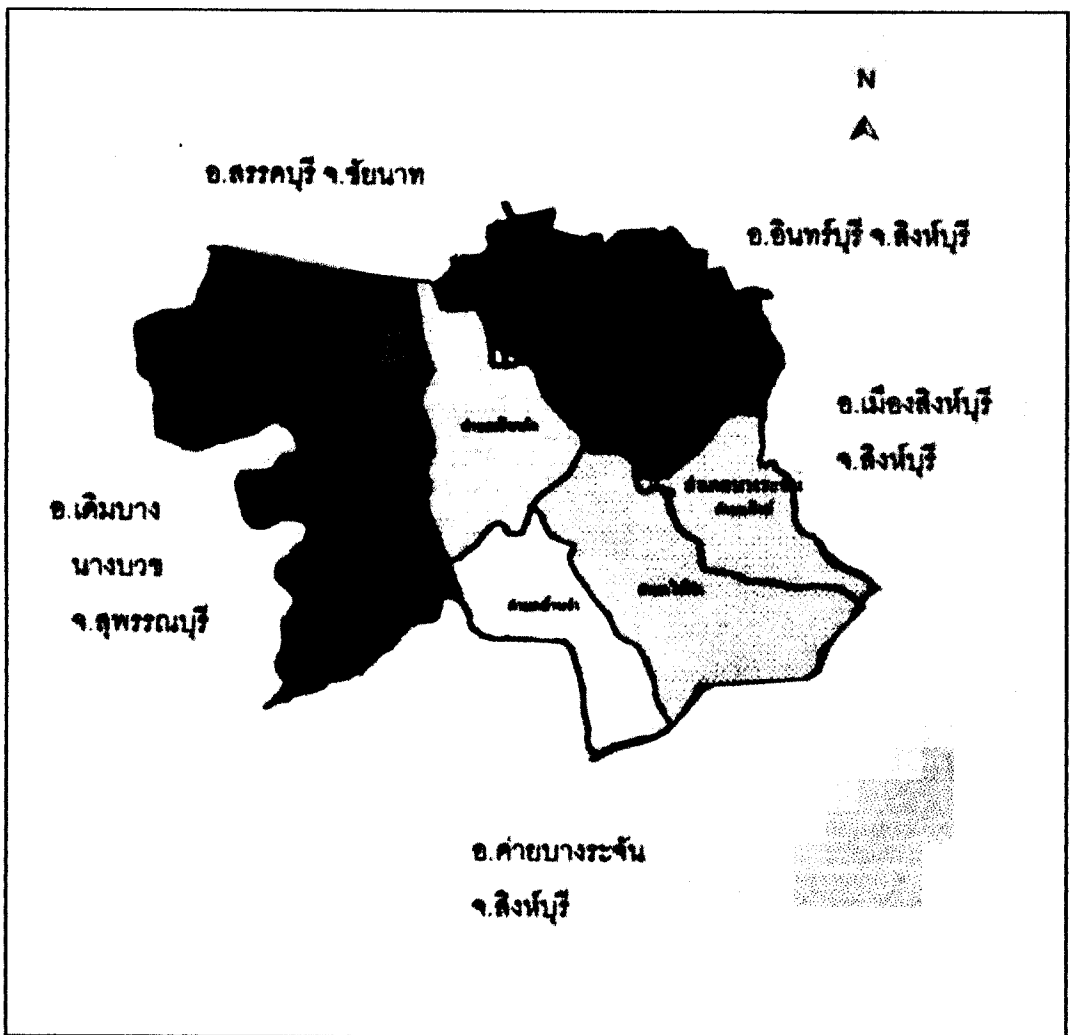 N
อ.สรรคบุรี จ.ชัยนาท
อ.อินทร์บุรี จ.สิงห์บุรี
อ.เมืองสิงห์บุรี
จ.สิงห์บุรี
อ.เดิมบาง
นางบวช
จ.สุพรรณบุรี
อ.ค่ายบางระจัน
จ.สิงห์บุรี